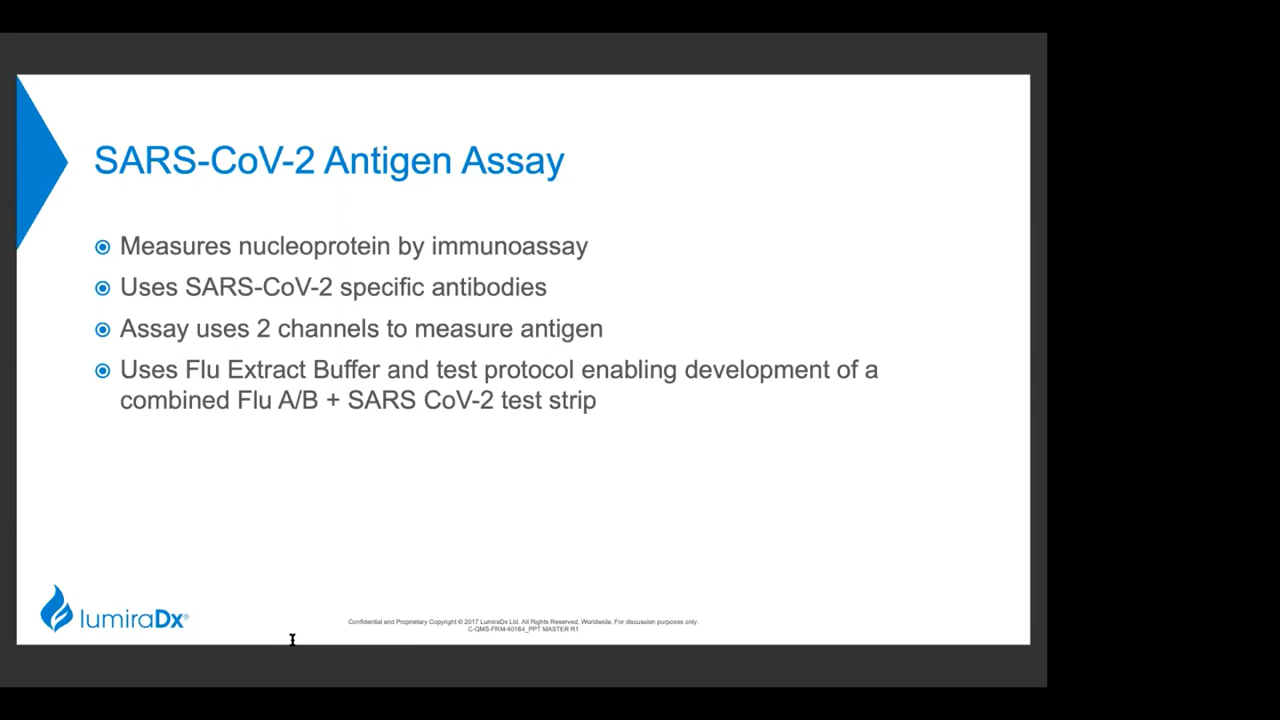 SARS-CoV-2 Antigen Assay
Measures nucleoprotein by immunoassay
Uses SARS-CoV-2 specific antibodies
Assay uses 2 channels to measure antigen
Uses Flu Extract Buffer and test protocol enabling development of a
combined Flu A/B + SARS CoV-2 test strip
lumiraDx®
Confidential and Proprietary Copyright © 2017 LumiraDx Ltd. All Rights Reserved, Worldwide. For discussion purposes only.
C-QMS-FRM-40184_PPT MASTER R1